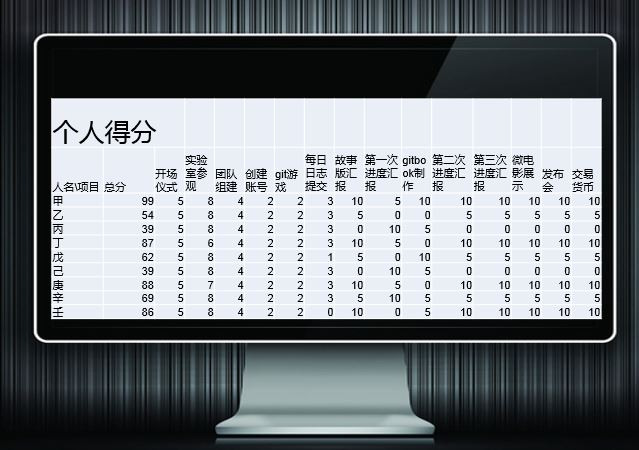 个人得分
人名\项目 总分 开场仪式 实验室参观 团队组建 创建账号 git游戏 每日日志提交 故事版汇报 第一次进度汇报 gitbook制作 第二次进度汇报 第三次进度汇报 微电影展示 发布会 交易货币
甲 99 5 8 4 2 2 3 10 5 10 10 10 10 10 10
乙 54 5 8 4 2 2 3 5 0 0 5 5 5 5 5
丙 39 5 8 4 2 2 3 0 10 5 0 0 0 0 0
丁 87 5 6 4 2 2 3 10 5 0 10 10 10 10 10
戊 62 5 8 4 2 2 1 5 0 10 5 5 5 5 5
己 39 5 8 4 2 2 3 0 10 5 0 0 0 0 0
庚 88 5 7 4 2 2 3 10 5 0 10 10 10 10 10
辛 69 5 8 4 2 2 3 5 10 5 5 5 5 5 5
壬 86 5 8 4 2 2 0 10 0 5 10 10 10 10 10